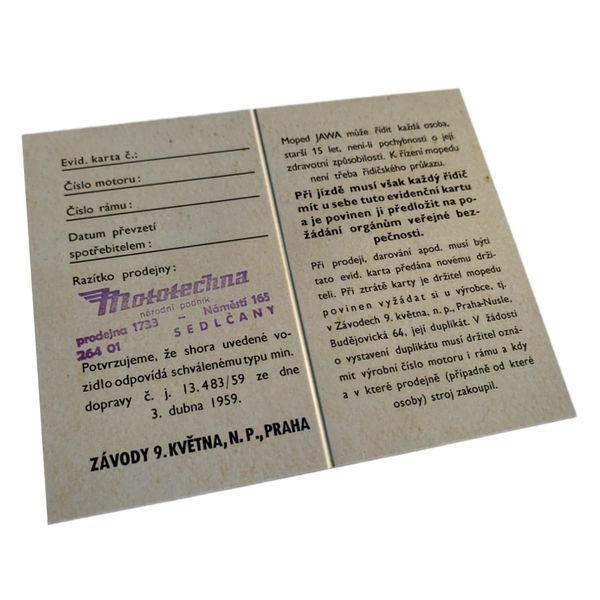 Evid. karta č.:
Číslo motoru:
Číslo rámu:
Datum převzetí
spotřebitelem:
Razítko prodejny:
Mototechna
národní podnik
prodejna 1733 – Náměstí 165
264 01 SEDLČANY
Potvrzujeme, že shora uvedené vo-
zidlo odpovídá schválenému typu min.
dopravy č. j. 13.483/59 ze dne
3. dubna 1959.
ZÁVODY 9. KVĚTNA, N. P., PRAHA
Moped JAWA může řídit každá osoba,
starší 15 let, není-li pochybnosti o její
zdravotní způsobilosti. K řízení mopedu
není třeba řidičského průkazu.
Při jízdě musí však každý řidič
mít u sebe tuto evidenční kartu
a je povinen ji předložit na po-
žádání orgánům veřejné bez-
pečnosti.
Při prodeji, darování apod. musí býti
tato evid. karta předána novému drži-
teli. Při ztrátě karty je držitel mopedu
povinen vyžádat si u výrobce, tj.
v Závodech 9. května, n. p., Praha-Nusle,
Budějovická 64, její duplikát. V žádosti
o vystavení duplikátu musí držitel ozná-
mit výrobní číslo motoru i rámu a kdy
a v které prodejně (případně od které
osoby) stroj zakoupil.